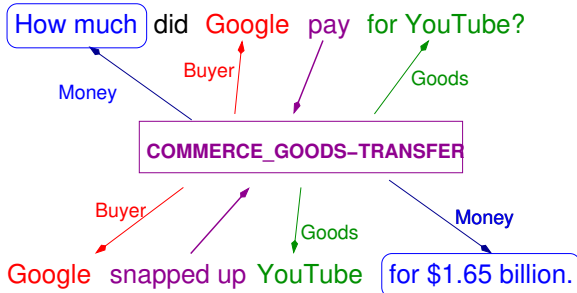 How much did Google pay for YouTube?
Buyer
Goods
Money
COMMERCE_GOODS–TRANSFER
Buyer
Money
Goods
Google snapped up YouTube for $1.65 billion.